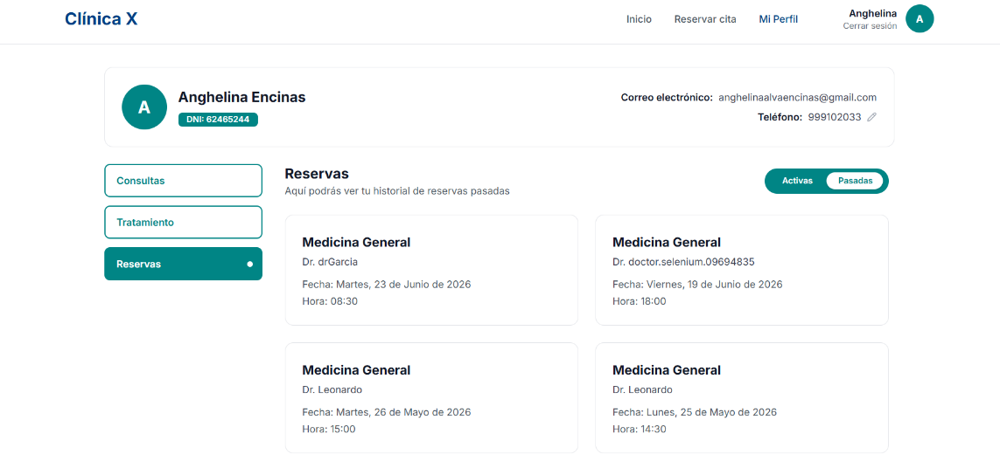 Clínica X
Inicio
Reservar cita
Mi Perfil
Anghelina
Cerrar sesión
A
A
Anghelina Encinas
DNI: 62465244
Correo electrónico: anghelinaalvaencinas@gmail.com
Teléfono: 999102033
Consultas
Tratamiento
Reservas
Reservas
Aquí podrás ver tu historial de reservas pasadas
Activas
Pasadas
Medicina General
Dr. drGarcia
Fecha: Martes, 23 de Junio de 2026
Hora: 08:30
Medicina General
Dr. doctor.selenium.09694835
Fecha: Viernes, 19 de Junio de 2026
Hora: 18:00
Medicina General
Dr. Leonardo
Fecha: Martes, 26 de Mayo de 2026
Hora: 15:00
Medicina General
Dr. Leonardo
Fecha: Lunes, 25 de Mayo de 2026
Hora: 14:30